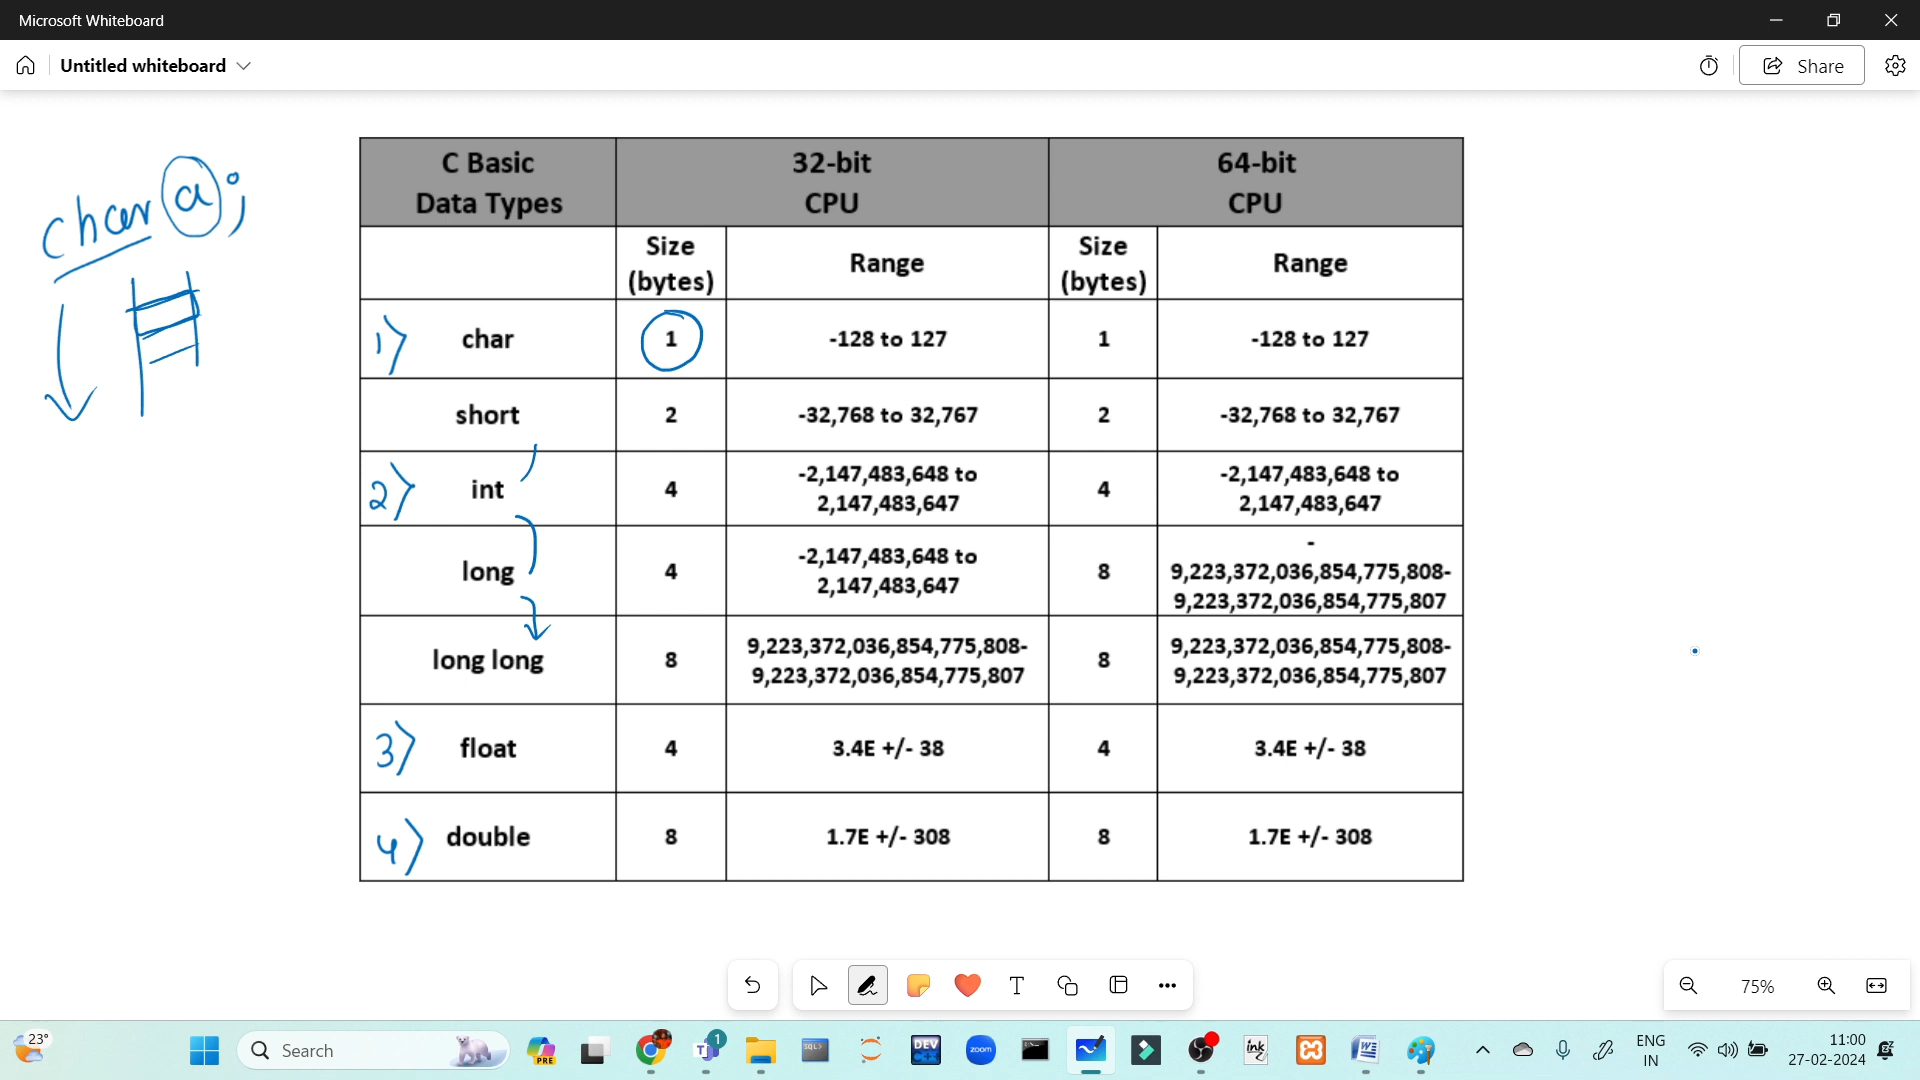 Microsoft Whiteboard
Untitled whiteboard
Share
char a;
C Basic Data Types 32-bit CPU 64-bit CPU
Size (bytes) Range Size (bytes) Range
1) char 1 -128 to 127 1 -128 to 127
short 2 -32,768 to 32,767 2 -32,768 to 32,767
2) int 4 -2,147,483,648 to 2,147,483,647 4 -2,147,483,648 to 2,147,483,647
long 4 -2,147,483,648 to 2,147,483,647 8 - 9,223,372,036,854,775,808- 9,223,372,036,854,775,807
long long 8 9,223,372,036,854,775,808- 9,223,372,036,854,775,807 8 9,223,372,036,854,775,808- 9,223,372,036,854,775,807
3) float 4 3.4E +/- 38 4 3.4E +/- 38
4) double 8 1.7E +/- 308 8 1.7E +/- 308
T
75%
23°
Search
PRE
1
SQL>
DEV C++
zoom
ink
W
ENG
IN
11:00
27-02-2024